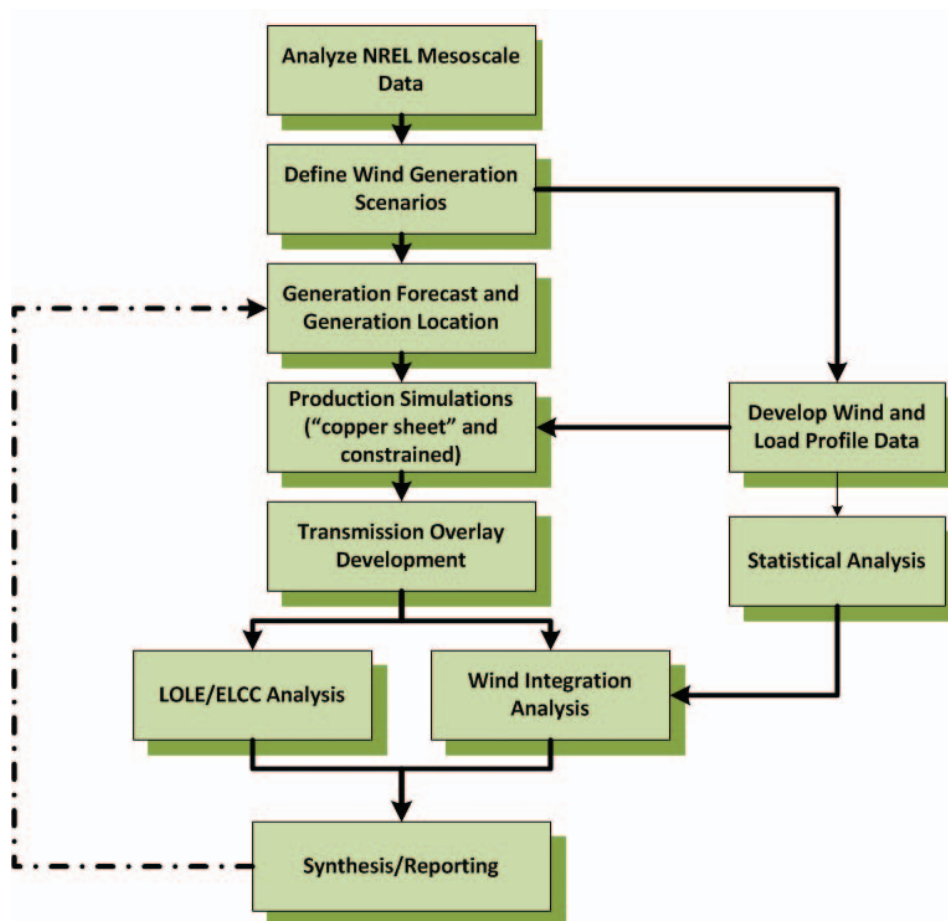 Analyze NREL Mesoscale
Data
Define Wind Generation
Scenarios
Generation Forecast and
Generation Location
Production Simulations
(“copper sheet” and
constrained)
Develop Wind and
Load Profile Data
Transmission Overlay
Development
Statistical Analysis
LOLE/ELCC Analysis
Wind Integration
Analysis
Synthesis/Reporting